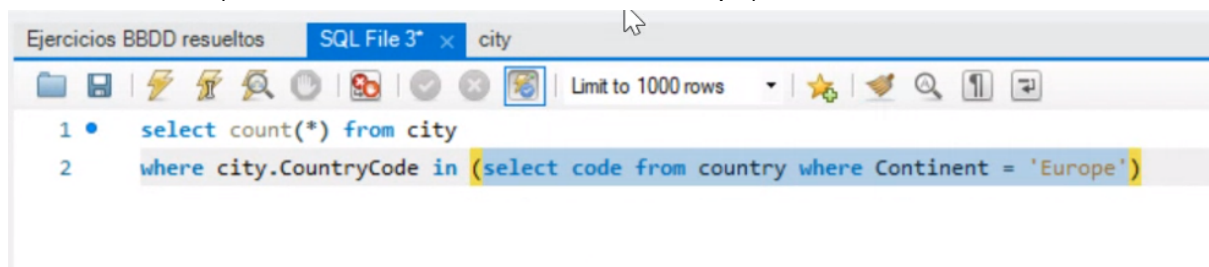 Ejercicios BBDD resueltos SQL File 3* × city
Limit to 1000 rows
1 select count(*) from city
2 where city.CountryCode in (select code from country where Continent = 'Europe')